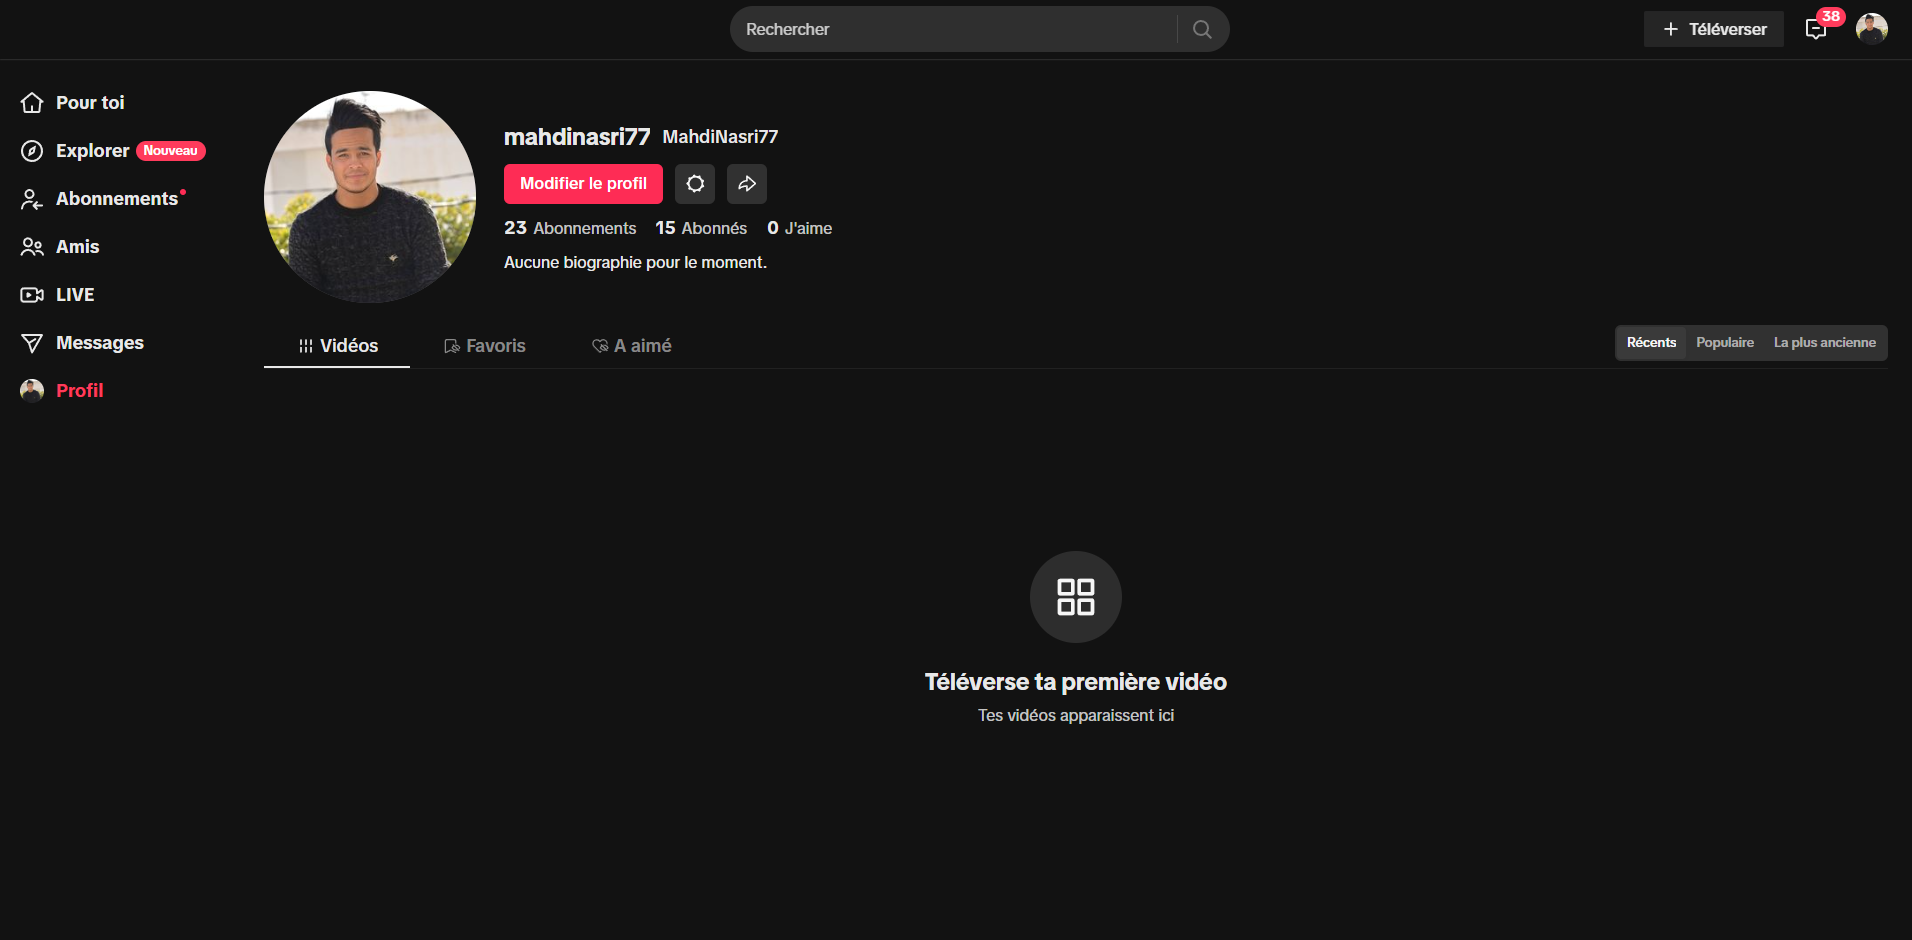 Rechercher
Téléverser
38
Pour toi
Explorer Nouveau
Abonnements
Amis
LIVE
Messages
Profil
mahdinasri77 MahdiNasri77
Modifier le profil
23 Abonnements 15 Abonnés 0 J'aime
Aucune biographie pour le moment.
Vidéos Favoris A aimé
Récents Populaire La plus ancienne
Téléverse ta première vidéo
Tes vidéos apparaissent ici